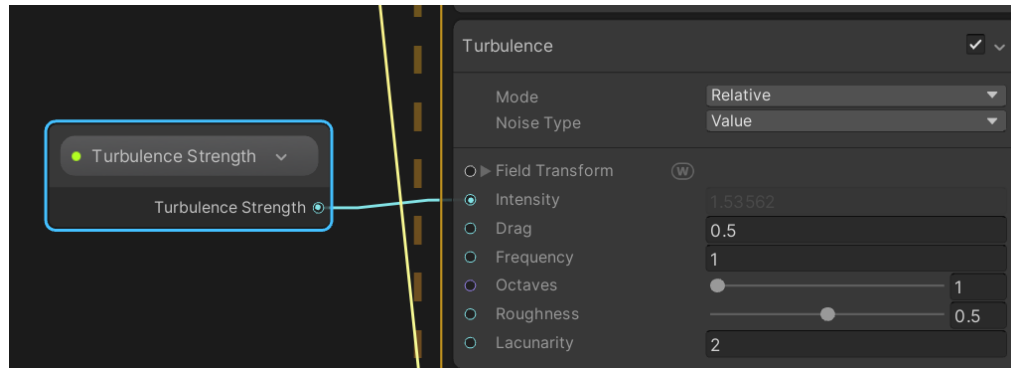 Turbulence
Mode Relative
Noise Type Value
Turbulence Strength
Field Transform W
Turbulence Strength
Intensity 1.53562
Drag 0.5
Frequency 1
Octaves 1
Roughness 0.5
Lacunarity 2